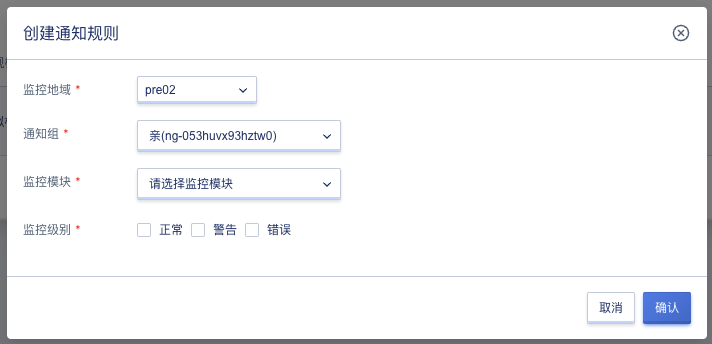 创建通知规则
监控地域 * pre02
通知组 * 亲(ng-053huvx93hztw0)
监控模块 * 请选择监控模块
监控级别 * 正常 警告 错误
取消 确认